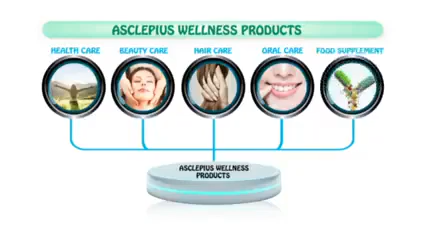 ASCLEPIUS WELLNESS PRODUCTS
HEALTH CARE
BEAUTY CARE
HAIR CARE
ORAL CARE
FOOD SUPPLEMENT
ASCLEPIUS WELLNESS
PRODUCTS